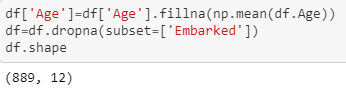 df['Age']=df['Age'].fillna(np.mean(df.Age))
df=df.dropna(subset=['Embarked'])
df.shape
(889, 12)